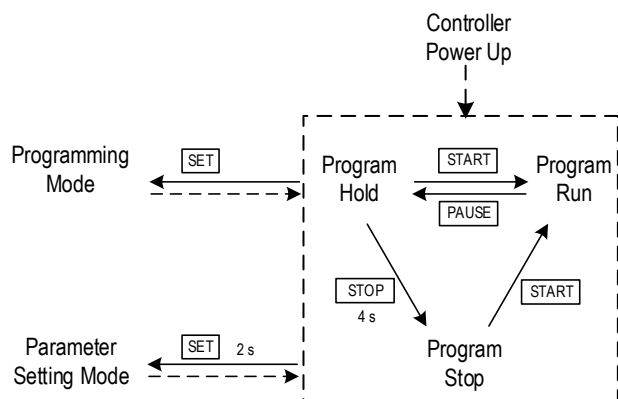 Controller
Power Up
Programming
Mode
SET
Program
Hold
START
PAUSE
Program
Run
STOP
4 s
START
Parameter
Setting Mode
SET 2 s
Program
Stop